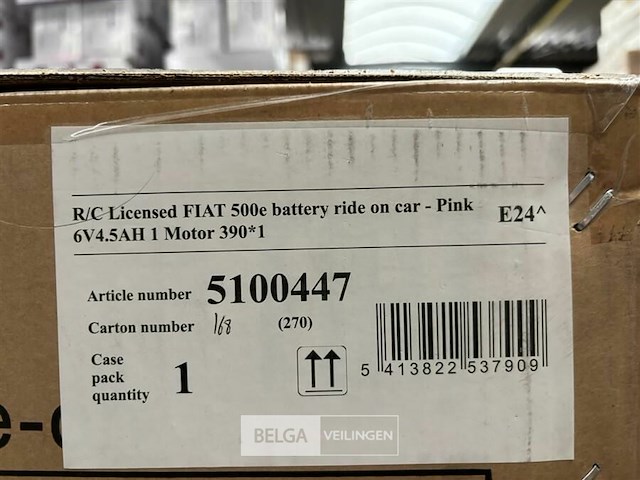 R/C Licensed FIAT 500e battery ride on car - Pink E24^
6V4.5AH 1 Motor 390*1
Article number 5100447
Carton number 168 (270)
Case
pack
quantity 1
5 413822 537909
BELGA VEILINGEN